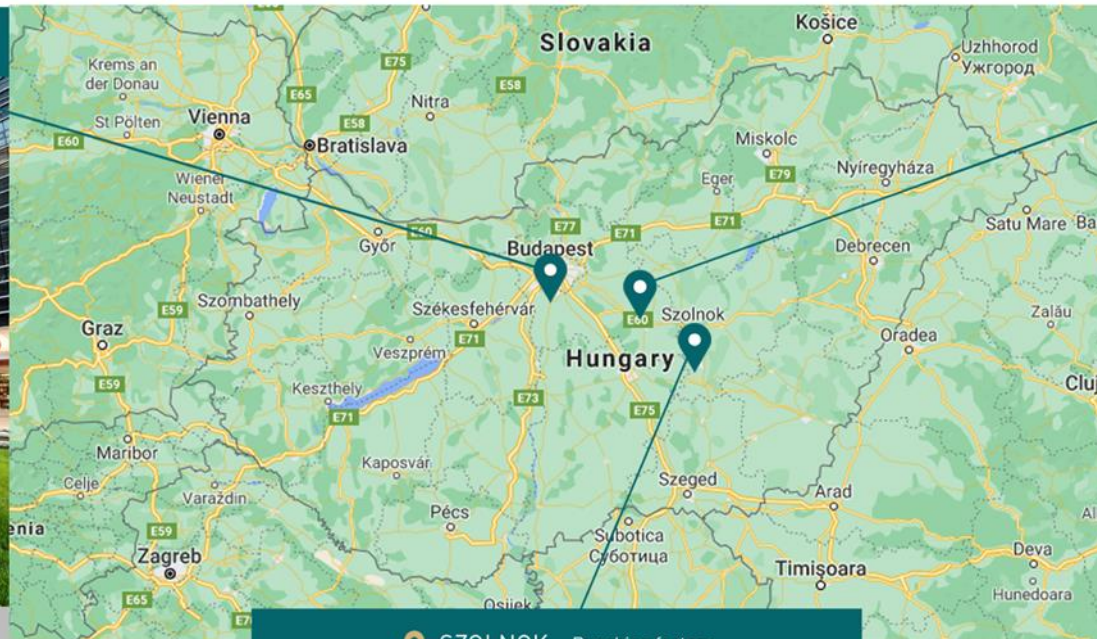 Košice
Slovakia
Uzhhorod
Ужгород
Krems an
der Donau
E75
E58
E65
Nitra
Vienna
St Pölten
E58
E60
Bratislava
Miskolc
Nyíregyháza
Wiener
Neustadt
Eger
E79
E71
Satu Mare
Ba
E60
E77
E71
Győr
Budapest
Debrecen
Szombathely
Székesfehérvár
E59
E60
Szolnok
Zalău
Graz
E71
Oradea
Veszprém
Hungary
Cluj
E59
Keszthely
E71
E73
E75
Maribor
Kaposvár
Celje
Varaždin
Szeged
Arad
Pécs
enia
E59
Subotica
Суботица
Deva
Zagreb
Timișoara
E65
Hunedoara
Osijek
SZOLNOK